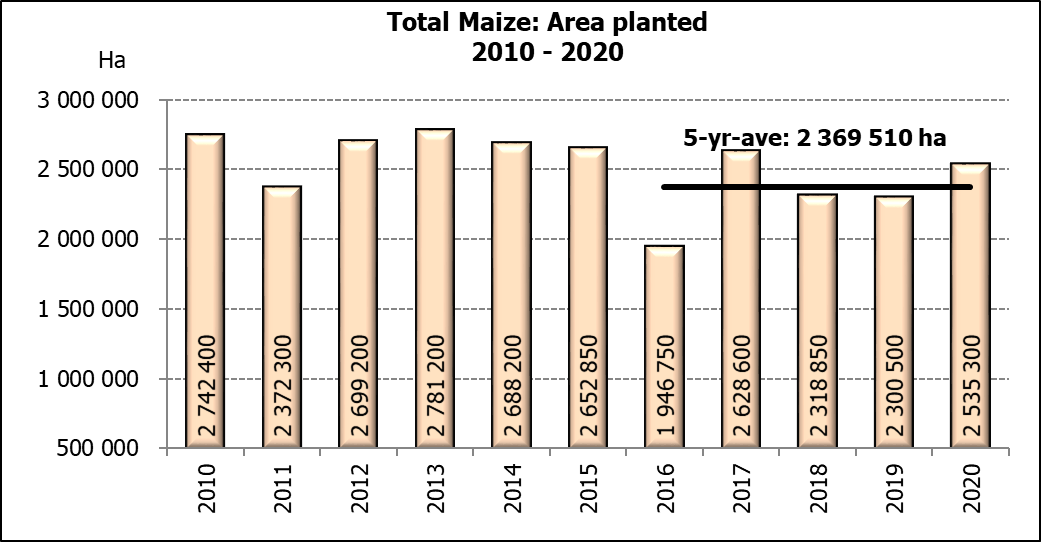 Total Maize: Area planted
2010 - 2020
Ha
3 000 000
2 500 000
2 000 000
1 500 000
1 000 000
500 000
5-yr-ave: 2 369 510 ha
2 742 400
2 372 300
2 699 200
2 781 200
2 688 200
2 652 850
1 946 750
2 628 600
2 318 850
2 300 500
2 535 300
2010
2011
2012
2013
2014
2015
2016
2017
2018
2019
2020